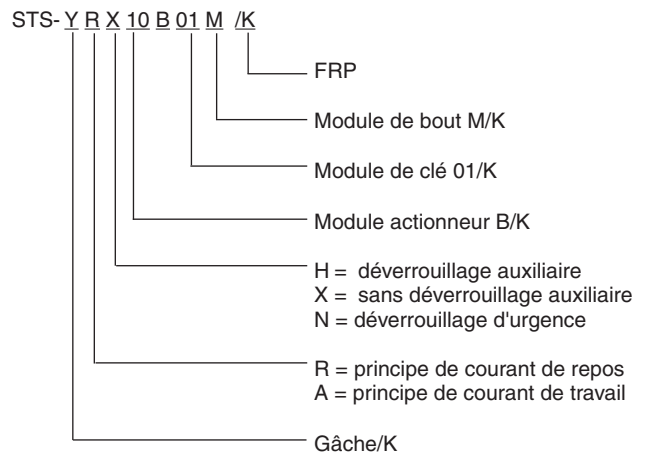 STS- Y R X 10 B 01 M /K
FRP
Module de bout M/K
Module de clé 01/K
Module actionneur B/K
H = déverrouillage auxiliaire
X = sans déverrouillage auxiliaire
N = déverrouillage d'urgence
R = principe de courant de repos
A = principe de courant de travail
Gâche/K